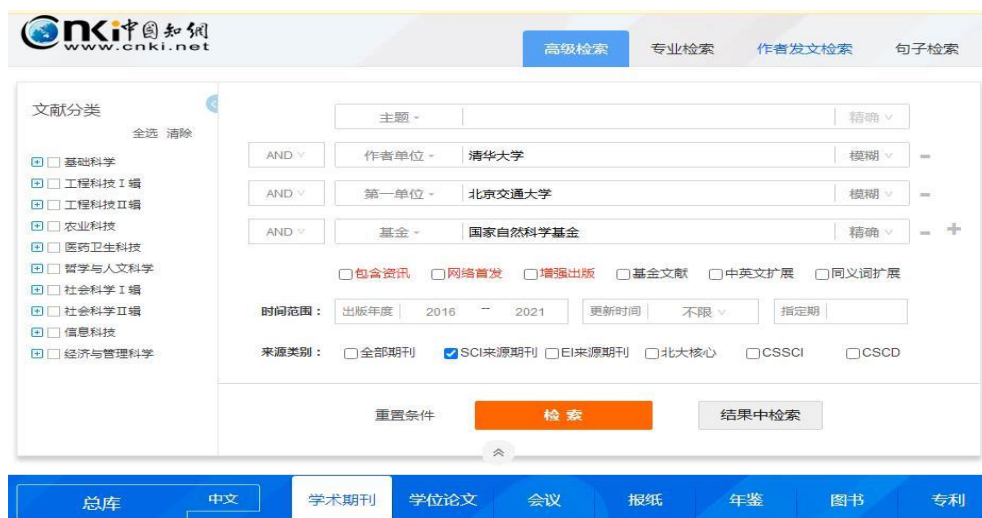 cnki中国知网
www.cnki.net
高级检索 专业检索 作者发文检索 句子检索
文献分类
全选 清除
基础科学
工程科技Ⅰ辑
工程科技Ⅱ辑
农业科技
医药卫生科技
哲学与人文科学
社会科学Ⅰ辑
社会科学Ⅱ辑
信息科技
经济与管理科学
主题 精确
AND 作者单位 清华大学 模糊
AND 第一单位 北京交通大学 模糊
AND 基金 国家自然科学基金 精确
包含资讯 网络首发 增强出版 基金文献 中英文扩展 同义词扩展
时间范围： 出版年度 2016 -- 2021 更新时间 不限 指定期
来源类别： 全部期刊 SCI来源期刊 EI来源期刊 北大核心 CSSCI CSCD
重置条件 检索 结果中检索
总库 中文 学术期刊 学位论文 会议 报纸 年鉴 图书 专利